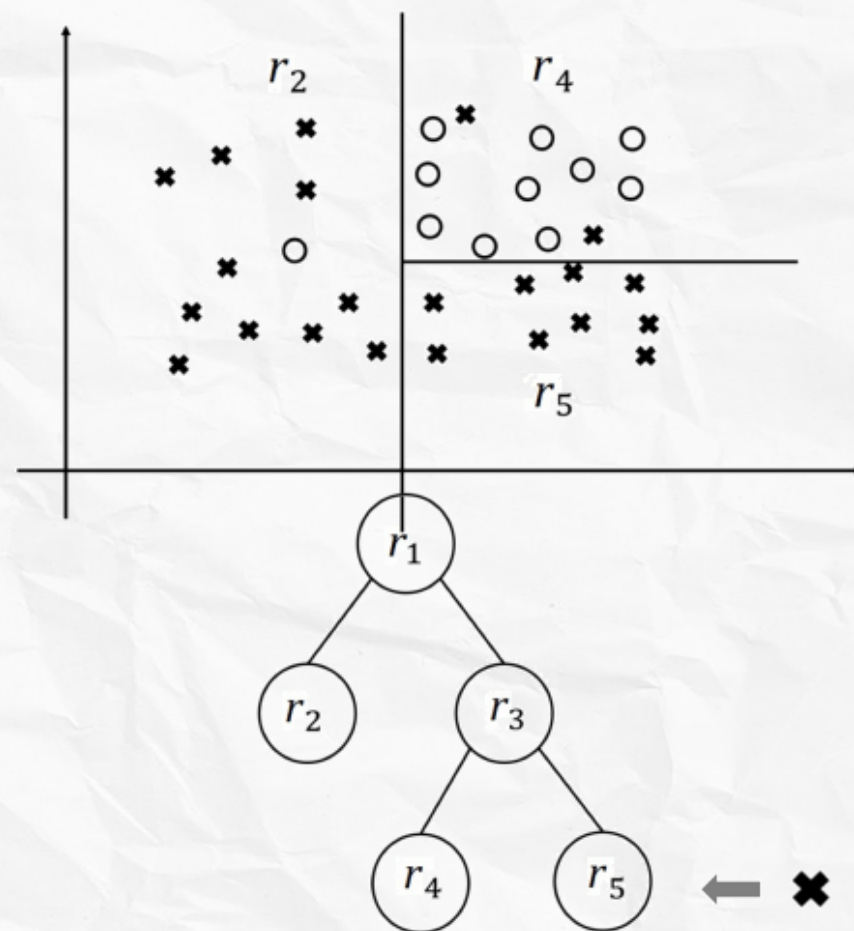 r₂ r₄
r₅
r₁
r₂ r₃
r₄ r₅